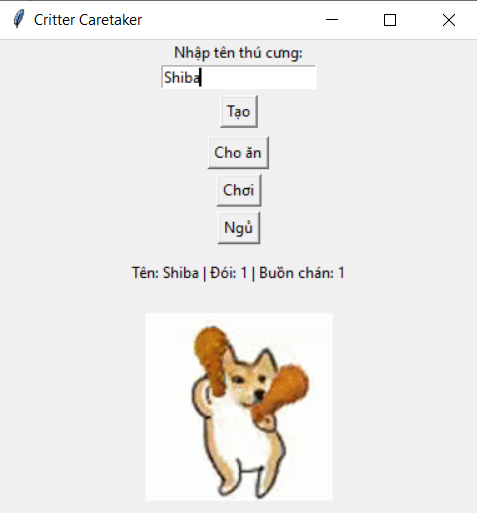 Critter Caretaker
Nhập tên thú cưng:
Shiba
Tạo
Cho ăn
Chơi
Ngủ
Tên: Shiba | Đói: 1 | Buồn chán: 1